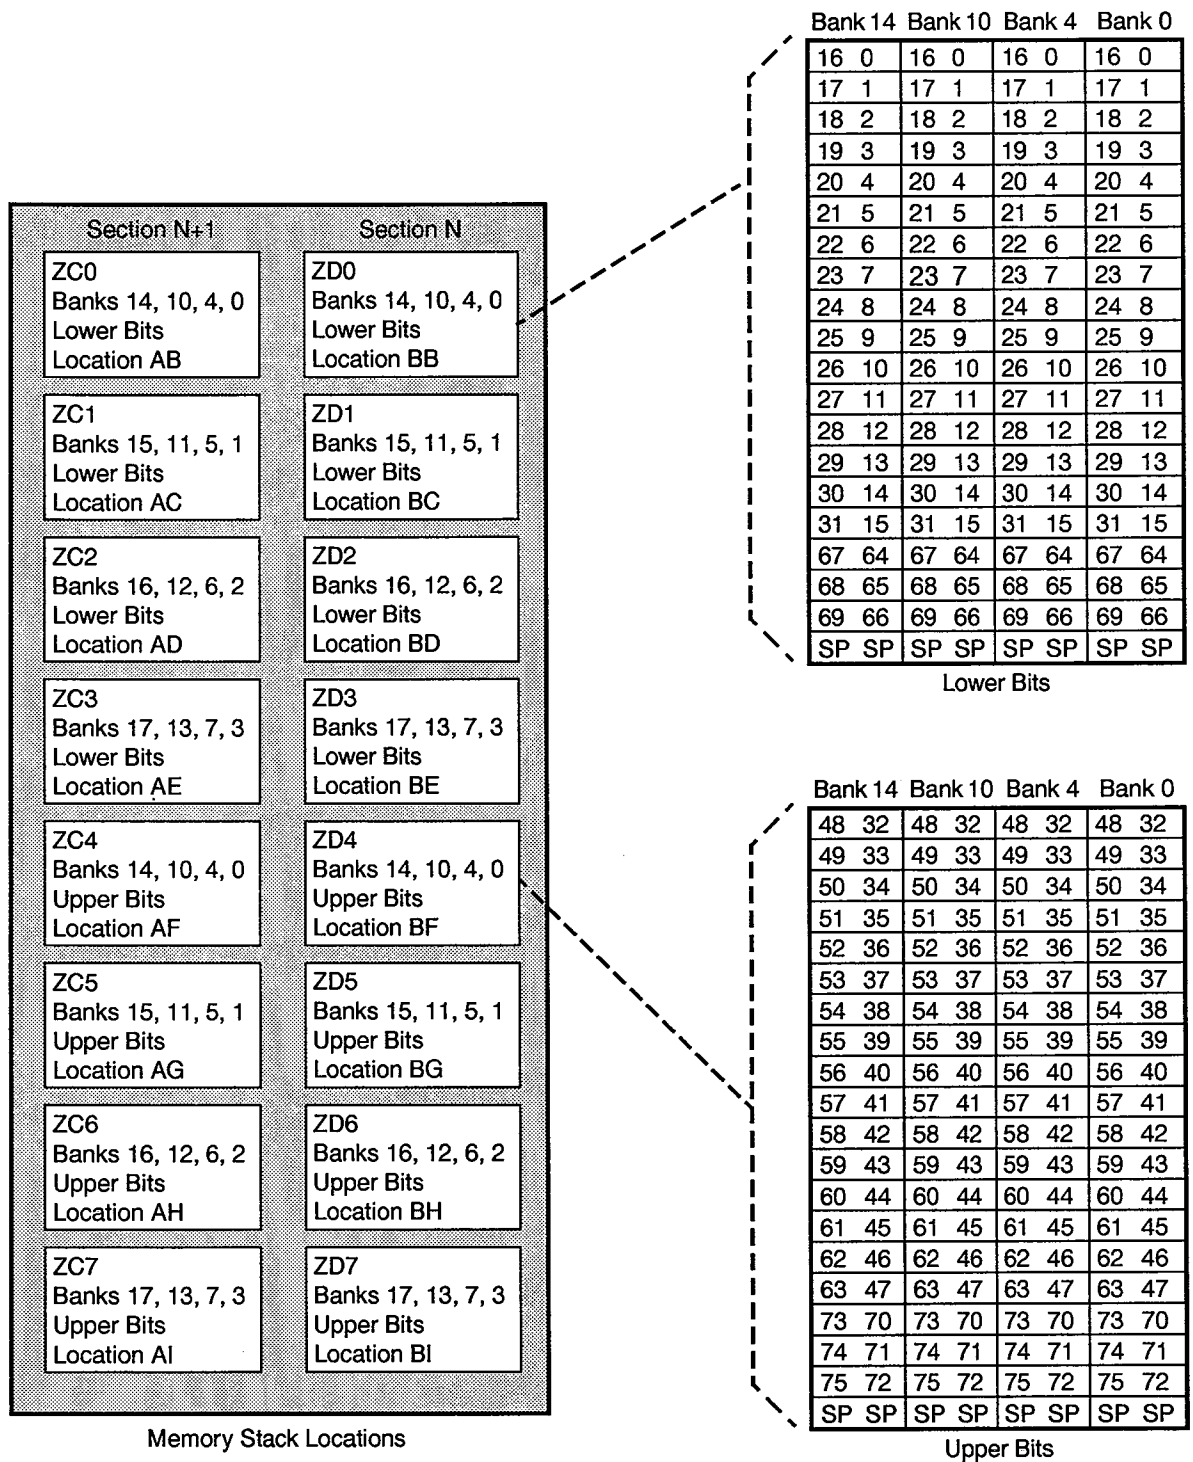 Section N+1 Section N
ZC0
Banks 14, 10, 4, 0
Lower Bits
Location AB
ZD0
Banks 14, 10, 4, 0
Lower Bits
Location BB
ZC1
Banks 15, 11, 5, 1
Lower Bits
Location AC
ZD1
Banks 15, 11, 5, 1
Lower Bits
Location BC
ZC2
Banks 16, 12, 6, 2
Lower Bits
Location AD
ZD2
Banks 16, 12, 6, 2
Lower Bits
Location BD
ZC3
Banks 17, 13, 7, 3
Lower Bits
Location AE
ZD3
Banks 17, 13, 7, 3
Lower Bits
Location BE
ZC4
Banks 14, 10, 4, 0
Upper Bits
Location AF
ZD4
Banks 14, 10, 4, 0
Upper Bits
Location BF
ZC5
Banks 15, 11, 5, 1
Upper Bits
Location AG
ZD5
Banks 15, 11, 5, 1
Upper Bits
Location BG
ZC6
Banks 16, 12, 6, 2
Upper Bits
Location AH
ZD6
Banks 16, 12, 6, 2
Upper Bits
Location BH
ZC7
Banks 17, 13, 7, 3
Upper Bits
Location AI
ZD7
Banks 17, 13, 7, 3
Upper Bits
Location BI
Memory Stack Locations
Bank 14 Bank 10 Bank 4 Bank 0
16 0 16 0 16 0 16 0
17 1 17 1 17 1 17 1
18 2 18 2 18 2 18 2
19 3 19 3 19 3 19 3
20 4 20 4 20 4 20 4
21 5 21 5 21 5 21 5
22 6 22 6 22 6 22 6
23 7 23 7 23 7 23 7
24 8 24 8 24 8 24 8
25 9 25 9 25 9 25 9
26 10 26 10 26 10 26 10
27 11 27 11 27 11 27 11
28 12 28 12 28 12 28 12
29 13 29 13 29 13 29 13
30 14 30 14 30 14 30 14
31 15 31 15 31 15 31 15
67 64 67 64 67 64 67 64
68 65 68 65 68 65 68 65
69 66 69 66 69 66 69 66
SP SP SP SP SP SP SP SP
Lower Bits
Bank 14 Bank 10 Bank 4 Bank 0
48 32 48 32 48 32 48 32
49 33 49 33 49 33 49 33
50 34 50 34 50 34 50 34
51 35 51 35 51 35 51 35
52 36 52 36 52 36 52 36
53 37 53 37 53 37 53 37
54 38 54 38 54 38 54 38
55 39 55 39 55 39 55 39
56 40 56 40 56 40 56 40
57 41 57 41 57 41 57 41
58 42 58 42 58 42 58 42
59 43 59 43 59 43 59 43
60 44 60 44 60 44 60 44
61 45 61 45 61 45 61 45
62 46 62 46 62 46 62 46
63 47 63 47 63 47 63 47
73 70 73 70 73 70 73 70
74 71 74 71 74 71 74 71
75 72 75 72 75 72 75 72
SP SP SP SP SP SP SP SP
Upper Bits